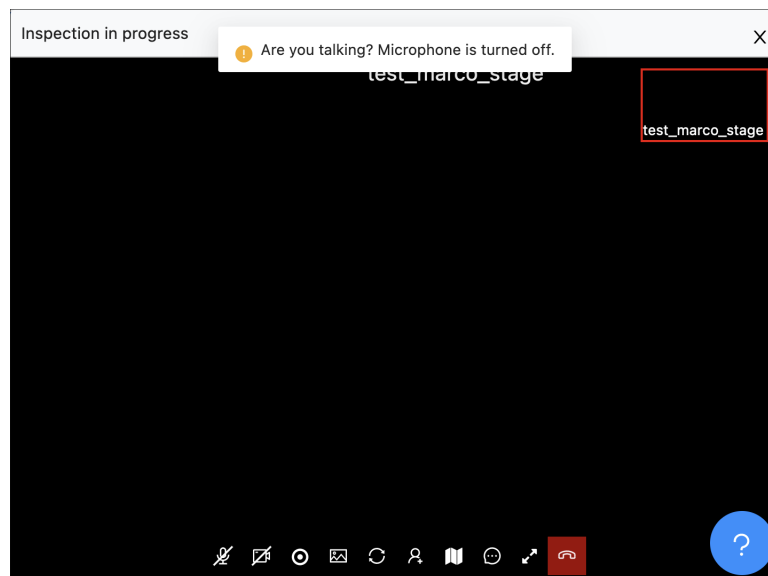 Inspection in progress
X
Are you talking? Microphone is turned off.
test_marco_stage
test_marco_stage
?